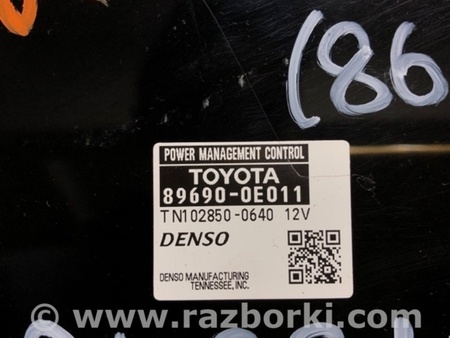 (86
POWER MANAGEMENT CONTROL
TOYOTA
89690-0E011
TN102850-0640 12V
DENSO
DENSO MANUFACTURING
TENNESSEE, INC.
© www.razborki.com